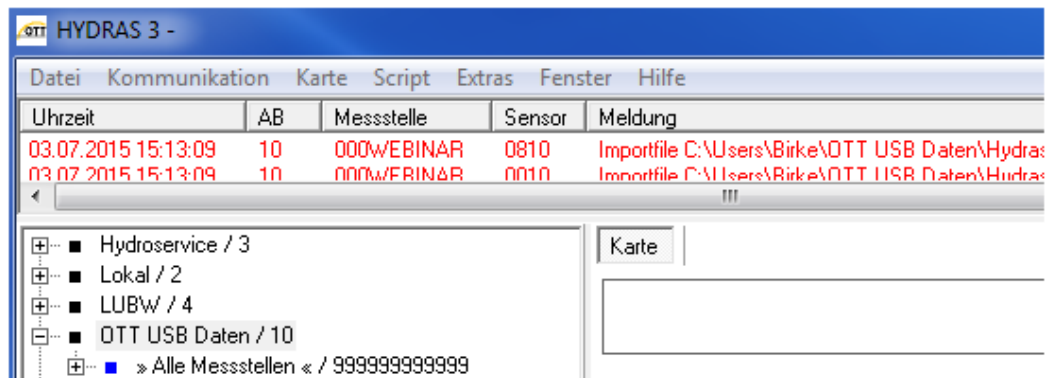 OTT HYDRAS 3 -
Datei Kommunikation Karte Script Extras Fenster Hilfe
Uhrzeit AB Messstelle Sensor Meldung
03.07.2015 15:13:09 10 000WEBINAR 0810 Importfile C:\Users\Birke\OTT USB Daten\Hydras
03.07.2015 15:13:09 10 000WEBINAR 0010 Importfile C:\Users\Birke\OTT USB Daten\Hydras
Hydroservice / 3
Karte
Lokal / 2
LUBW / 4
OTT USB Daten / 10
» Alle Messstellen « / 999999999999